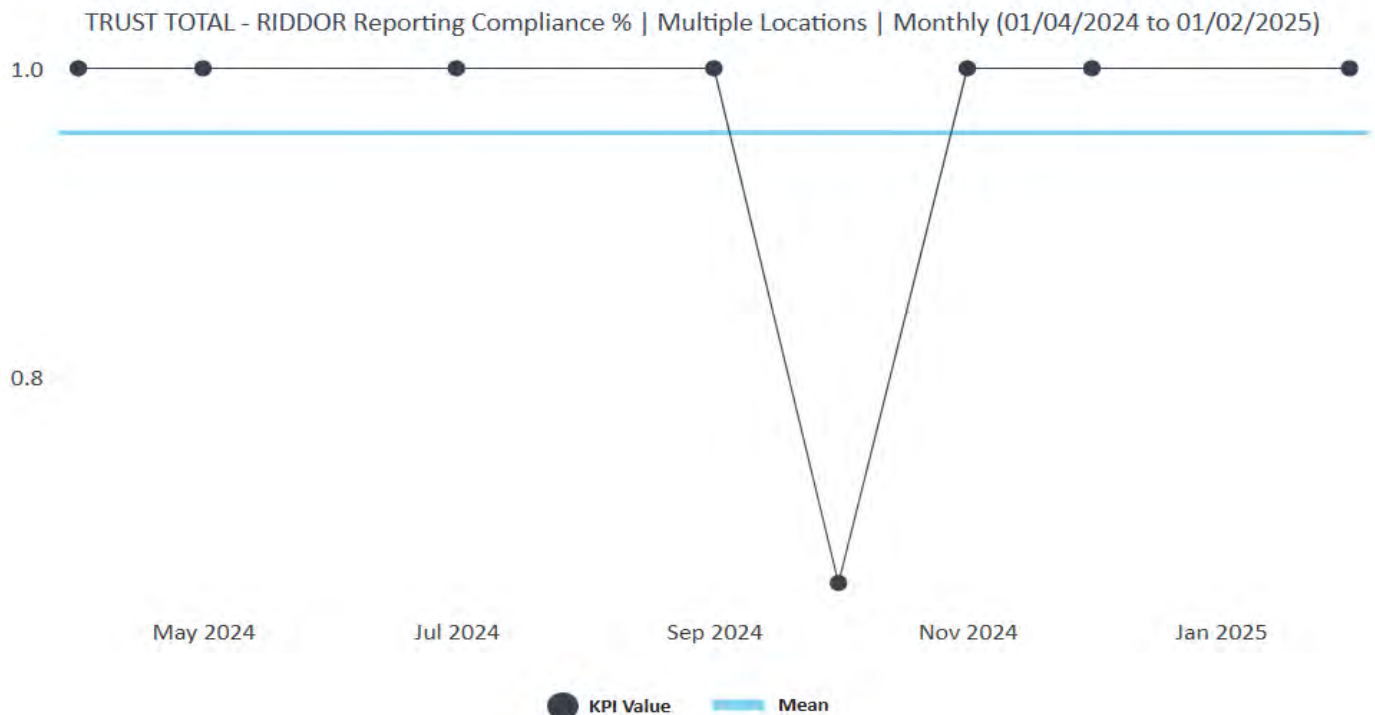 TRUST TOTAL - RIDDOR Reporting Compliance % | Multiple Locations | Monthly (01/04/2024 to 01/02/2025)
1.0
0.8
May 2024 Jul 2024 Sep 2024 Nov 2024 Jan 2025
KPI Value Mean